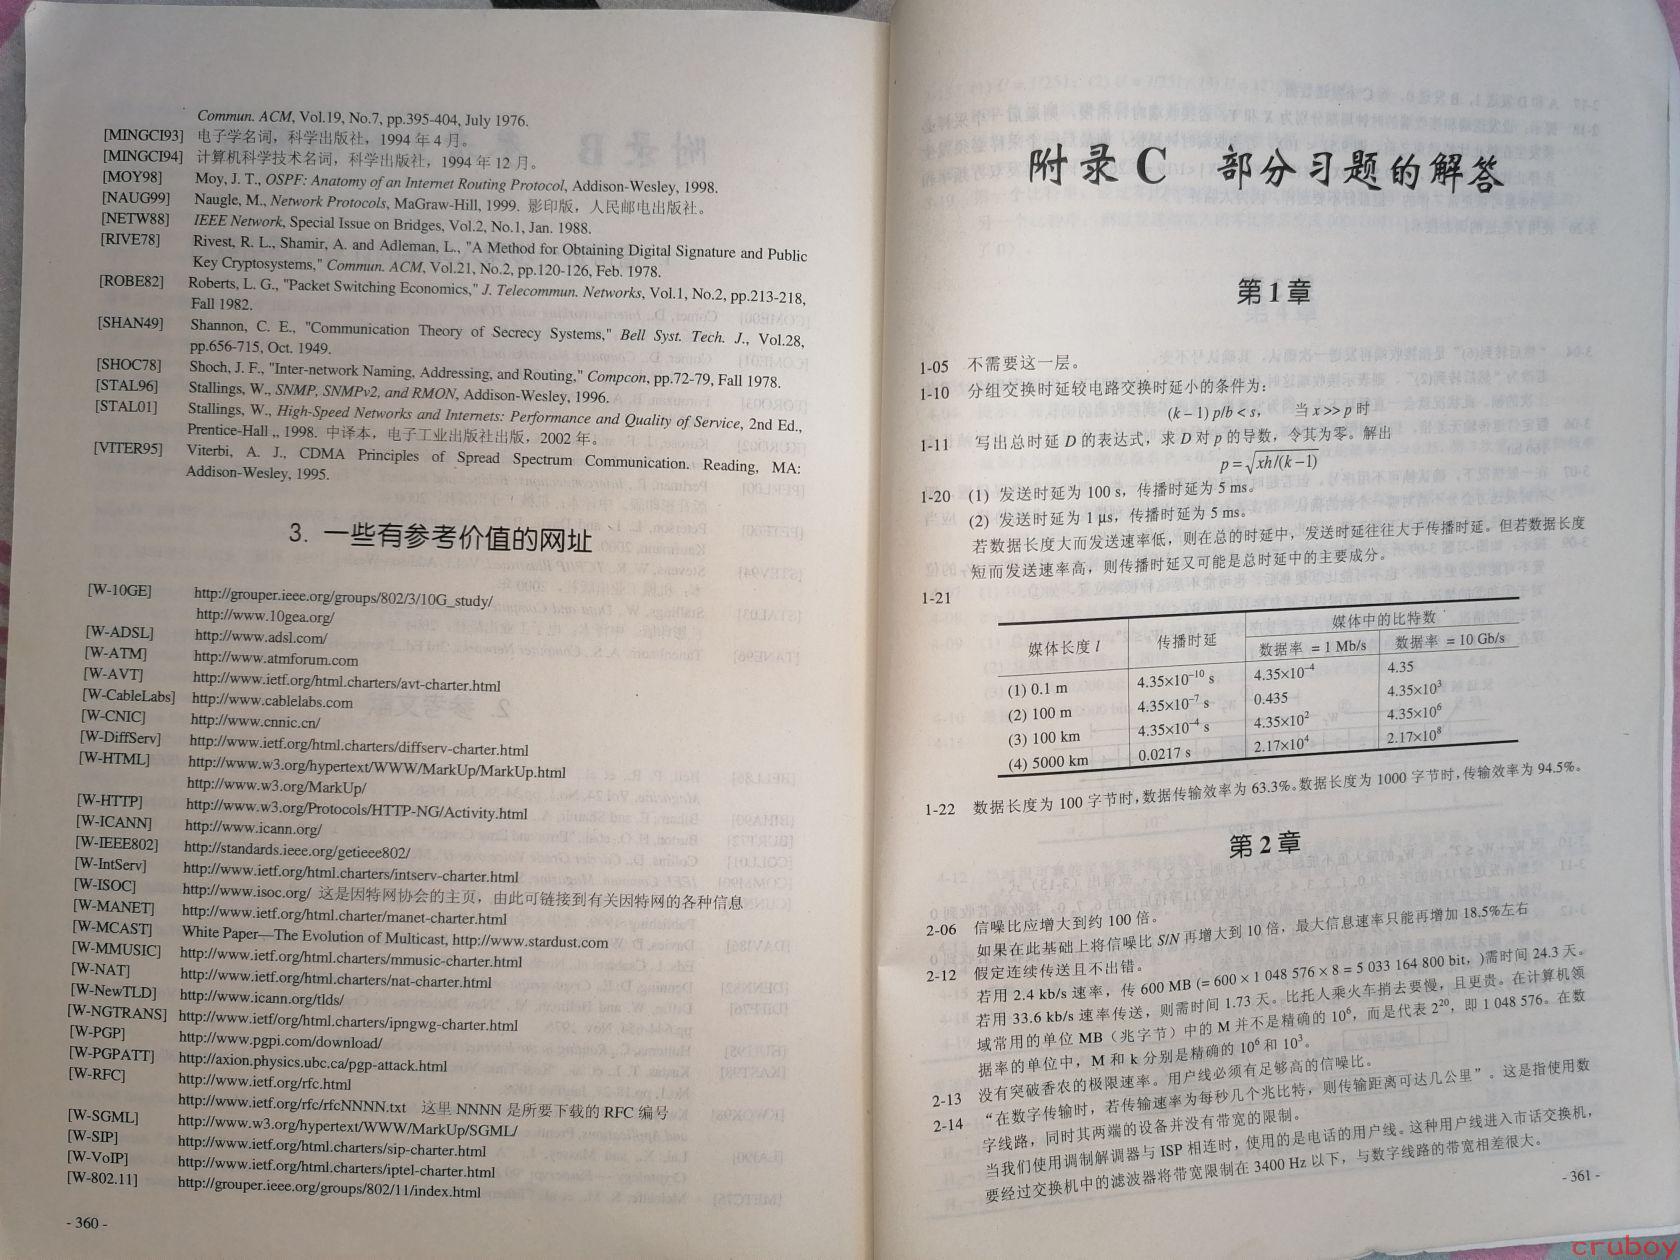 Commun. ACM, Vol.19, No.7, pp.395-404, July 1976.
[MINGCI93] 电子学名词，科学出版社，1994 年 4 月。
[MINGCI94] 计算机科学技术名词，科学出版社，1994 年 12 月。
[MOY98] Moy, J. T., OSPF: Anatomy of an Internet Routing Protocol, Addison-Wesley, 1998.
[NAUG99] Naugle, M., Network Protocols, MaGraw-Hill, 1999. 影印版，人民邮电出版社。
[NETW88] IEEE Network, Special Issue on Bridges, Vol.2, No.1, Jan. 1988.
[RIVE78] Rivest, R. L., Shamir, A. and Adleman, L., "A Method for Obtaining Digital Signature and Public
Key Cryptosystems," Commun. ACM, Vol.21, No.2, pp.120-126, Feb. 1978.
[ROBE82] Roberts, L. G., "Packet Switching Economics," J. Telecommun. Networks, Vol.1, No.2, pp.213-218,
Fall 1982.
[SHAN49] Shannon, C. E., "Communication Theory of Secrecy Systems," Bell Syst. Tech. J., Vol.28,
pp.656-715, Oct. 1949.
[SHOC78] Shoch, J. F., "Inter-network Naming, Addressing, and Routing," Compcon, pp.72-79, Fall 1978.
[STAL96] Stallings, W., SNMP, SNMPv2, and RMON, Addison-Wesley, 1996.
[STAL01] Stallings, W., High-Speed Networks and Internets: Performance and Quality of Service, 2nd Ed.,
Prentice-Hall ,, 1998. 中译本，电子工业出版社出版，2002 年。
[VITER95] Viterbi, A. J., CDMA Principles of Spread Spectrum Communication. Reading, MA:
Addison-Wesley, 1995.
3. 一些有参考价值的网址
[W-10GE] http://grouper.ieee.org/groups/802/3/10G_study/
http://www.10gea.org/
[W-ADSL] http://www.adsl.com/
[W-ATM] http://www.atmforum.com
[W-AVT] http://www.ietf.org/html.charters/avt-charter.html
[W-CableLabs] http://www.cablelabs.com
[W-CNIC] http://www.cnnic.cn/
[W-DiffServ] http://www.ietf.org/html.charters/diffserv-charter.html
[W-HTML] http://www.w3.org/hypertext/WWW/MarkUp/MarkUp.html
http://www.w3.org/MarkUp/
[W-HTTP] http://www.w3.org/Protocols/HTTP-NG/Activity.html
[W-ICANN] http://www.icann.org/
[W-IEEE802] http://standards.ieee.org/getieee802/
[W-IntServ] http://www.ietf.org/html.charters/intserv-charter.html
[W-ISOC] http://www.isoc.org/ 这是因特网协会的主页，由此可链接到有关因特网的各种信息
[W-MANET] http://www.ietf.org/html.charter/manet-charter.html
[W-MCAST] White Paper—The Evolution of Multicast, http://www.stardust.com
[W-MMUSIC] http://www.ietf.org/html.charters/mmusic-charter.html
[W-NAT] http://www.ietf.org/html.charters/nat-charter.html
[W-NewTLD] http://www.icann.org/tlds/
[W-NGTRANS] http://www.ietf/org/html.charters/ipngwg-charter.html
[W-PGP] http://www.pgpi.com/download/
[W-PGPATT] http://axion.physics.ubc.ca/pgp-attack.html
[W-RFC] http://www.ietf.org/rfc.html
http://www.ietf.org/rfc/rfcNNNN.txt 这里 NNNN 是所要下载的 RFC 编号
[W-SGML] http://www.w3.org/hypertext/WWW/MarkUp/SGML/
[W-SIP] http://www.ietf.org/html.charters/sip-charter.html
[W-VoIP] http://www.ietf.org/html.charters/iptel-charter.html
[W-802.11] http://grouper.ieee.org/groups/802/11/index.html
- 360 -
附录 C 部分习题的解答
第 1 章
1-05 不需要这一层。
1-10 分组交换时延较电路交换时延小的条件为：
(k – 1) p/b < s， 当 x >> p 时
1-11 写出总时延 D 的表达式，求 D 对 p 的导数，令其为零。解出
p = √xh/(k−1)
1-20 (1) 发送时延为 100 s，传播时延为 5 ms。
(2) 发送时延为 1 μs，传播时延为 5 ms。
若数据长度大而发送速率低，则在总的时延中，发送时延往往大于传播时延。但若数据长度
短而发送速率高，则传播时延又可能是总时延中的主要成分。
1-21
媒体长度 l 传播时延 媒体中的比特数
数据率 = 1 Mb/s 数据率 = 10 Gb/s
(1) 0.1 m 4.35×10⁻¹⁰ s 4.35×10⁻⁴ 4.35
(2) 100 m 4.35×10⁻⁷ s 0.435 4.35×10³
(3) 100 km 4.35×10⁻⁴ s 4.35×10² 4.35×10⁶
(4) 5000 km 0.0217 s 2.17×10⁴ 2.17×10⁸
1-22 数据长度为 100 字节时，数据传输效率为 63.3%。数据长度为 1000 字节时，传输效率为 94.5%。
第 2 章
2-06 信噪比应增大到约 100 倍。
如果在此基础上将信噪比 S/N 再增大到 10 倍，最大信息速率只能再增加 18.5%左右
2-12 假定连续传送且不出错。
若用 2.4 kb/s 速率，传 600 MB (= 600 × 1 048 576 × 8 = 5 033 164 800 bit，)需时间 24.3 天。
若用 33.6 kb/s 速率传送，则需时间 1.73 天。比托人乘火车捎去要慢，且更贵。在计算机领
域常用的单位 MB（兆字节）中的 M 并不是精确的 10⁶，而是代表 2²⁰，即 1 048 576。在数
据率的单位中，M 和 k 分别是精确的 10⁶ 和 10³。
2-13 没有突破香农的极限速率。用户线必须有足够高的信噪比。
2-14 “在数字传输时，若传输速率为每秒几个兆比特，则传输距离可达几公里”。这是指使用数
字线路，同时其两端的设备并没有带宽的限制。
当我们使用调制解调器与 ISP 相连时，使用的是电话的用户线。这种用户线进入市话交换机，
要经过交换机中的滤波器将带宽限制在 3400 Hz 以下，与数字线路的带宽相差很大。
- 361 -
cruboy